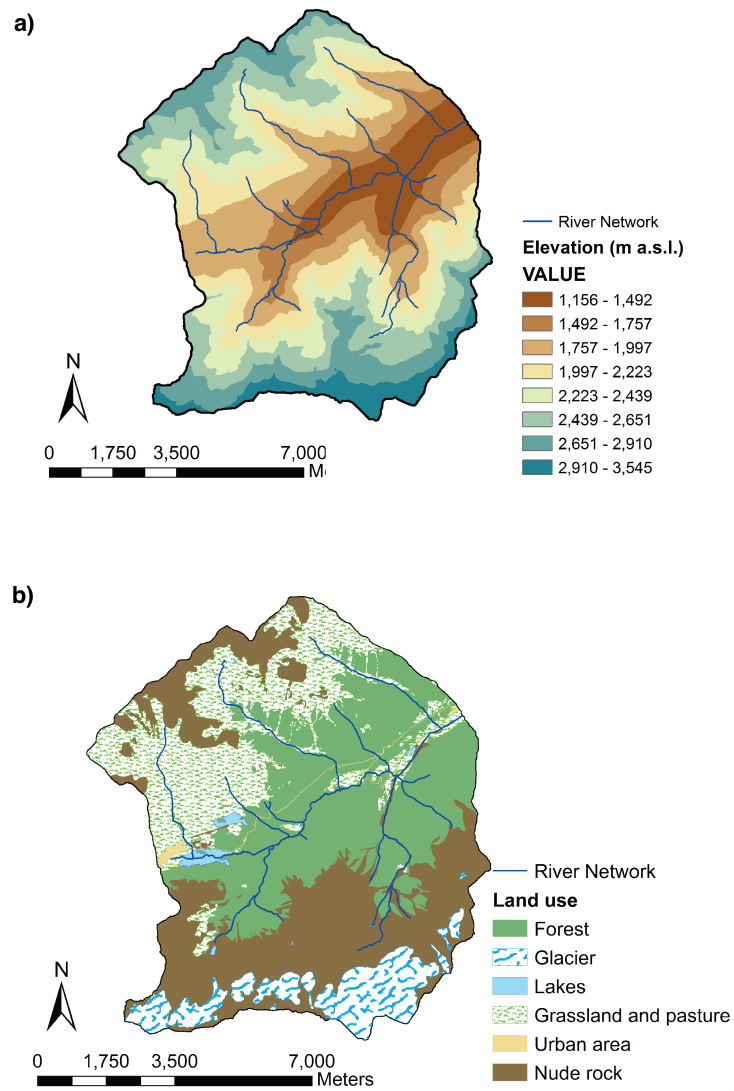 a)
River Network
Elevation (m a.s.l.)
VALUE
1,156 - 1,492
1,492 - 1,757
1,757 - 1,997
1,997 - 2,223
2,223 - 2,439
2,439 - 2,651
2,651 - 2,910
2,910 - 3,545
N
0 1,750 3,500 7,000
M
b)
River Network
Land use
Forest
Glacier
Lakes
Grassland and pasture
Urban area
Nude rock
N
0 1,750 3,500 7,000
Meters